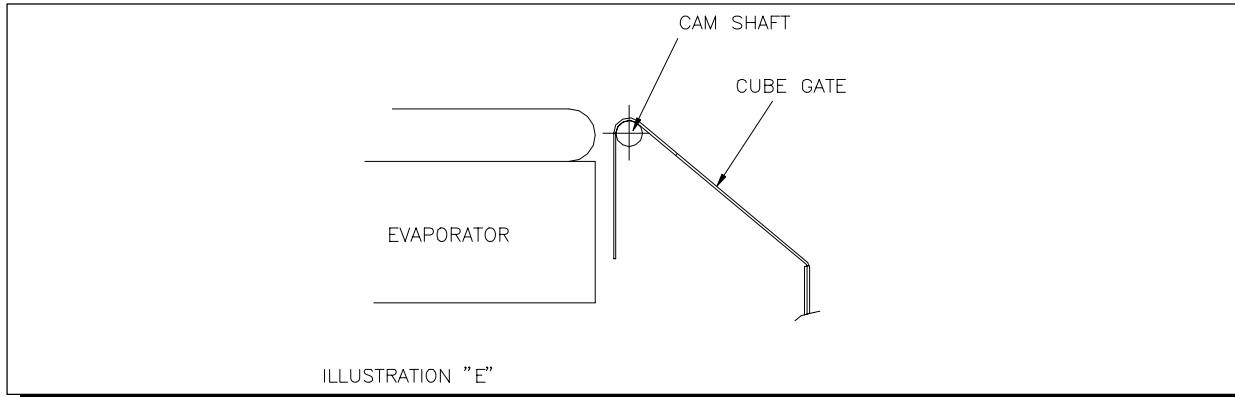 CAM SHAFT
CUBE GATE
EVAPORATOR
ILLUSTRATION "E"